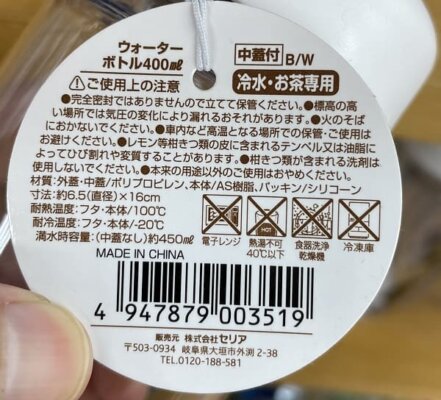 ウォーター
ボトル400㎖
中蓋付 B/W
冷水・お茶専用
ご使用上の注意
●完全密封ではありませんので立てて保管ください。●標高の高
い場所では気圧の変化により漏れるおそれがあります。●火のそば
におかないでください。●車内など高温となる場所での保管・ご使用は
お避けください。●レモン等柑きつ類の皮に含まれるテンペル又は油脂に
よってひび割れや変質することがあります。●柑きつ類が含まれる洗剤は
使用しないでください。●本来の用途以外のご使用はおやめください。
材質:外蓋・中蓋/ポリプロピレン、本体/AS樹脂、パッキン/シリコーン
寸法:約6.5(直径)×16cm
耐熱温度:フタ・本体/100℃
耐冷温度:フタ・本体/-20℃
満水時容量:(中蓋なし)約450㎖
MADE IN CHINA
電子レンジ
HOT
熱湯不可
40℃以下
食器洗浄
乾燥機
冷凍庫
4 947879 003519
販売元 株式会社セリア
〒503-0934 岐阜県大垣市外渕2-38
TEL.0120-188-581